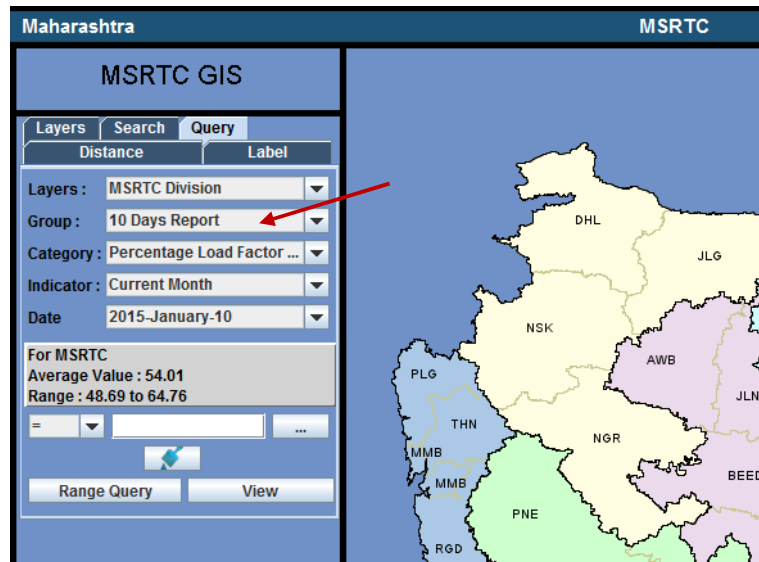 Maharashtra MSRTC
MSRTC GIS
Layers Search Query
Distance Label
Layers : MSRTC Division
Group : 10 Days Report
Category : Percentage Load Factor ...
Indicator : Current Month
Date 2015-January-10
For MSRTC
Average Value : 54.01
Range : 48.69 to 64.76
= ...
Range Query View
DHL
JLG
NSK
AWB
PLG
JLN
THN
NGR
MMB
MMB
BEED
PNE
RGD